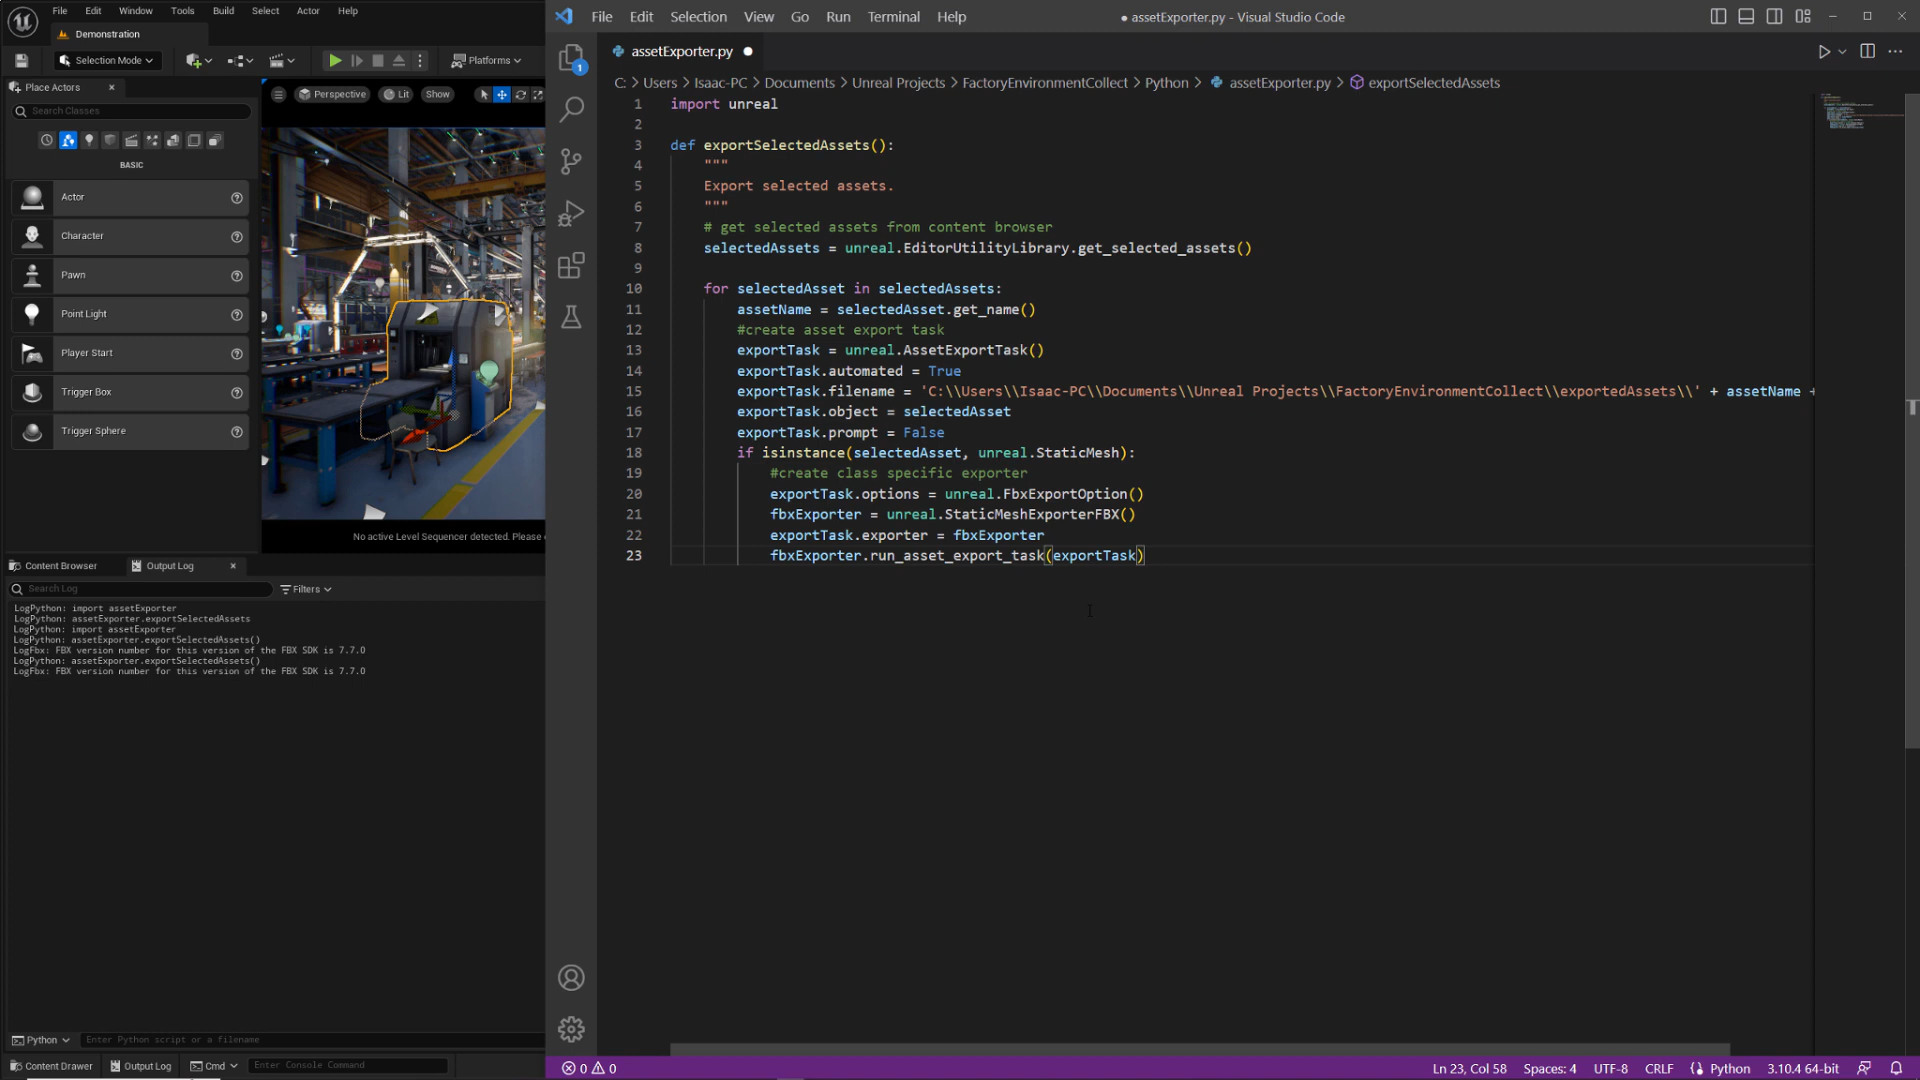 File Edit Window Tools Build Select Actor Help
Demonstration
Selection Mode
Platforms
Place Actors
Search Classes
BASIC
Actor
Character
Pawn
Point Light
Player Start
Trigger Box
Trigger Sphere
Perspective Lit Show
No active Level Sequencer detected. Please
Content Browser Output Log
Search Log Filters
LogPython: import assetExporter
LogPython: assetExporter.exportSelectedAssets
LogPython: import assetExporter
LogPython: assetExporter.exportSelectedAssets()
LogFbx: FBX version number for this version of the FBX SDK is 7.7.0
LogPython: assetExporter.exportSelectedAssets()
LogFbx: FBX version number for this version of the FBX SDK is 7.7.0
Python Enter Python script or a filename
Content Drawer Output Log Cmd Enter Console Command
File Edit Selection View Go Run Terminal Help
● assetExporter.py - Visual Studio Code
1
assetExporter.py
C: > Users > Isaac-PC > Documents > Unreal Projects > FactoryEnvironmentCollect > Python > assetExporter.py > exportSelectedAssets
1 import unreal
2
3 def exportSelectedAssets():
4 """
5 Export selected assets.
6 """
7 # get selected assets from content browser
8 selectedAssets = unreal.EditorUtilityLibrary.get_selected_assets()
9
10 for selectedAsset in selectedAssets:
11 assetName = selectedAsset.get_name()
12 #create asset export task
13 exportTask = unreal.AssetExportTask()
14 exportTask.automated = True
15 exportTask.filename = 'C:\\Users\\Isaac-PC\\Documents\\Unreal Projects\\FactoryEnvironmentCollect\\exportedAssets\\' + assetName +
16 exportTask.object = selectedAsset
17 exportTask.prompt = False
18 if isinstance(selectedAsset, unreal.StaticMesh):
19 #create class specific exporter
20 exportTask.options = unreal.FbxExportOption()
21 fbxExporter = unreal.StaticMeshExporterFBX()
22 exportTask.exporter = fbxExporter
23 fbxExporter.run_asset_export_task(exportTask)
0 0
Ln 23, Col 58 Spaces: 4 UTF-8 CRLF Python 3.10.4 64-bit